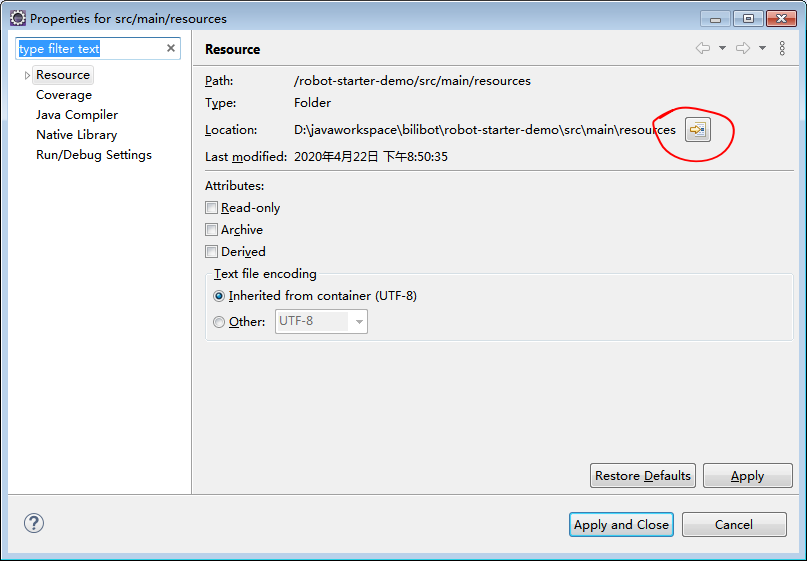 Properties for src/main/resources
type filter text
Resource
Coverage
Java Compiler
Native Library
Run/Debug Settings
Resource
Path: /robot-starter-demo/src/main/resources
Type: Folder
Location: D:\javaworkspace\bilibot\robot-starter-demo\src\main\resources
Last modified: 2020年4月22日 下午8:50:35
Attributes:
Read-only
Archive
Derived
Text file encoding
Inherited from container (UTF-8)
Other: UTF-8
Restore Defaults Apply
? Apply and Close Cancel